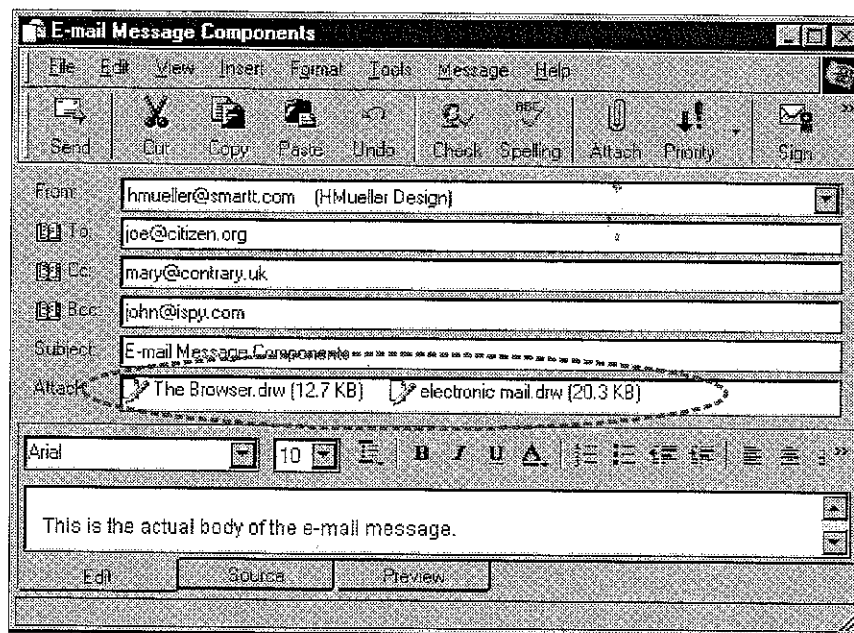 E-mail Message Components
File Edit View Insert Format Tools Message Help
Send Cut Copy Paste Undo Check Spelling Attach Priority Sign
From: hmueller@smartt.com (HMueller Design)
To: joe@citizen.org
Cc: mary@contrary.uk
Bcc: john@ispy.com
Subject: E-mail Message Components
Attach: The Browser.drw (12.7 KB) electronic mail.drw (20.3 KB)
Arial 10 B I U A
This is the actual body of the e-mail message.
Edit Source Preview